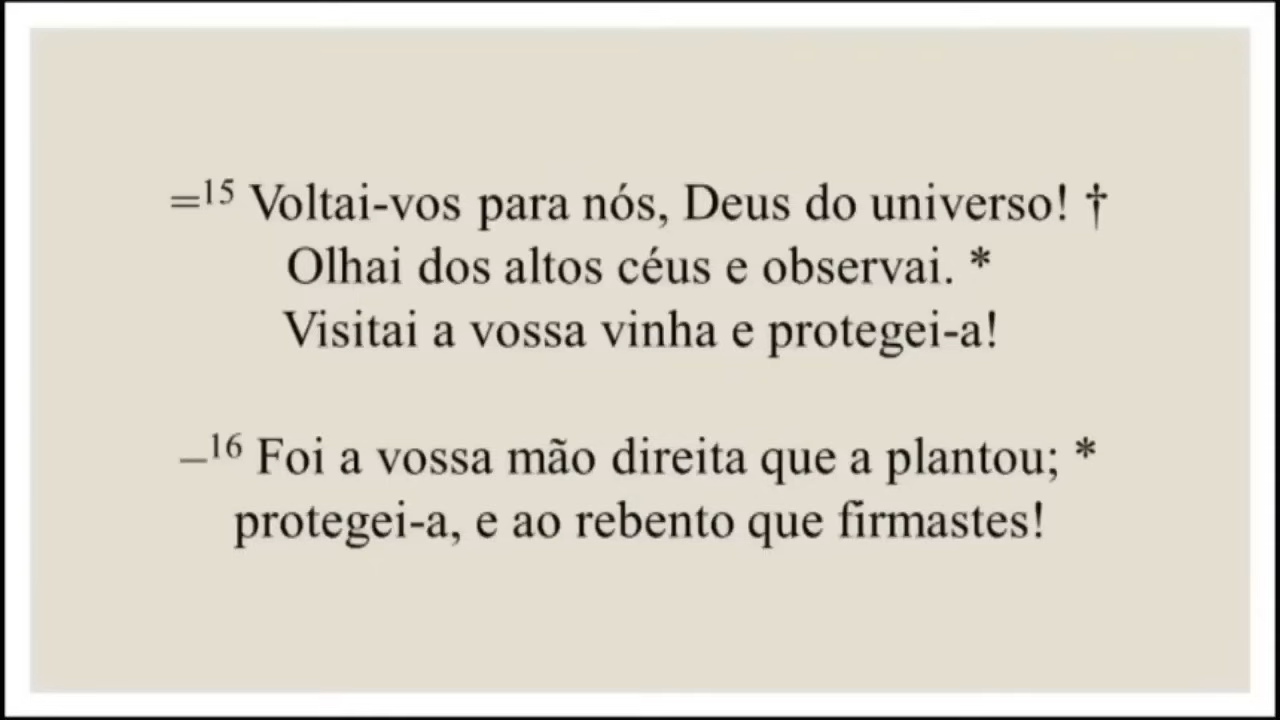 =15 Voltai-vos para nós, Deus do universo! †
Olhai dos altos céus e observai. *
Visitai a vossa vinha e protegei-a!
–16 Foi a vossa mão direita que a plantou; *
protegei-a, e ao rebento que firmastes!